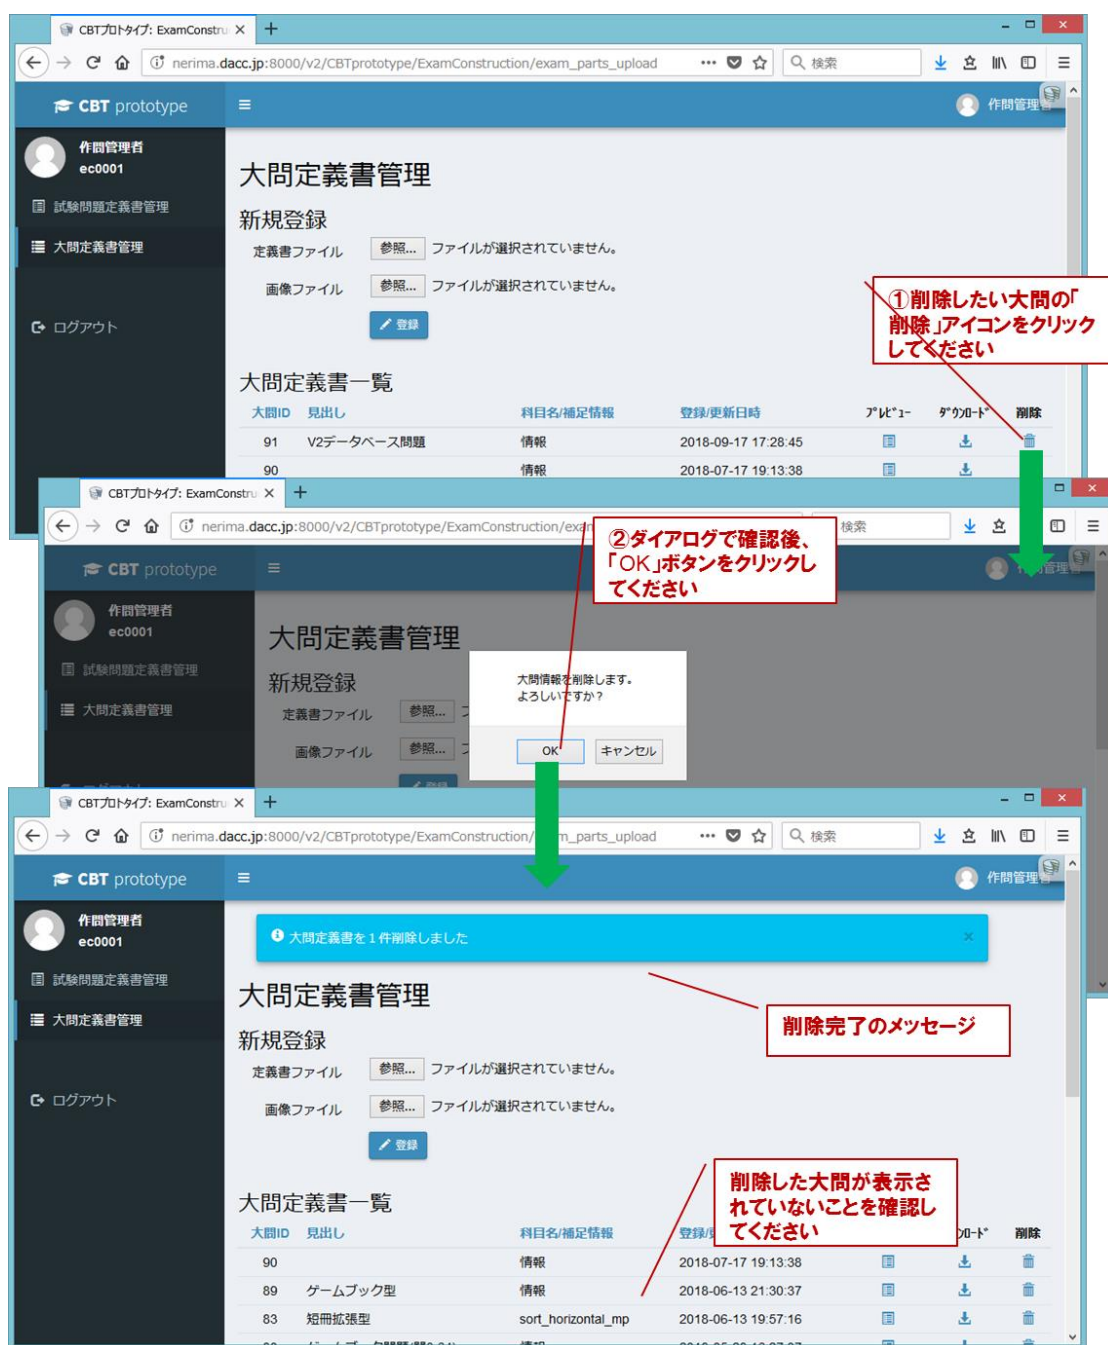 CBTプロトタイプ: ExamConstru
nerima.dacc.jp:8000/v2/CBTprototype/ExamConstruction/exam_parts_upload
検索
CBT prototype
作問管理
作問管理者
ec0001
試験問題定義書管理
大問定義書管理
ログアウト
大問定義書管理
新規登録
定義書ファイル 参照... ファイルが選択されていません。
画像ファイル 参照... ファイルが選択されていません。
登録
①削除したい大問の「
削除」アイコンをクリック
してください
大問定義書一覧
大問ID 見出し 科目名/補足情報 登録/更新日時 プレビュー ダウンロード 削除
91 V2データベース問題 情報 2018-09-17 17:28:45
90 情報 2018-07-17 19:13:38
CBTプロトタイプ: ExamConstru
nerima.dacc.jp:8000/v2/CBTprototype/ExamConstruction/exa
検索
②ダイアログで確認後、
「OK」ボタンをクリックし
てください
CBT prototype
管理
作問管理者
ec0001
試験問題定義書管理
大問定義書管理
大問定義書管理
新規登録
定義書ファイル 参照...
画像ファイル 参照...
大問情報を削除します。
よろしいですか?
OK キャンセル
CBTプロトタイプ: ExamConstru
nerima.dacc.jp:8000/v2/CBTprototype/ExamConstruction/ m_parts_upload
検索
CBT prototype
作問管理
作問管理者
ec0001
試験問題定義書管理
大問定義書管理
ログアウト
大問定義書を1件削除しました
削除完了のメッセージ
大問定義書管理
新規登録
定義書ファイル 参照... ファイルが選択されていません。
画像ファイル 参照... ファイルが選択されていません。
登録
削除した大問が表示さ
れていないことを確認し
てください
大問定義書一覧
大問ID 見出し 科目名/補足情報 登録/ ンロード 削除
90 情報 2018-07-17 19:13:38
89 ゲームブック型 情報 2018-06-13 21:30:37
83 短冊拡張型 sort_horizontal_mp 2018-06-13 19:57:16